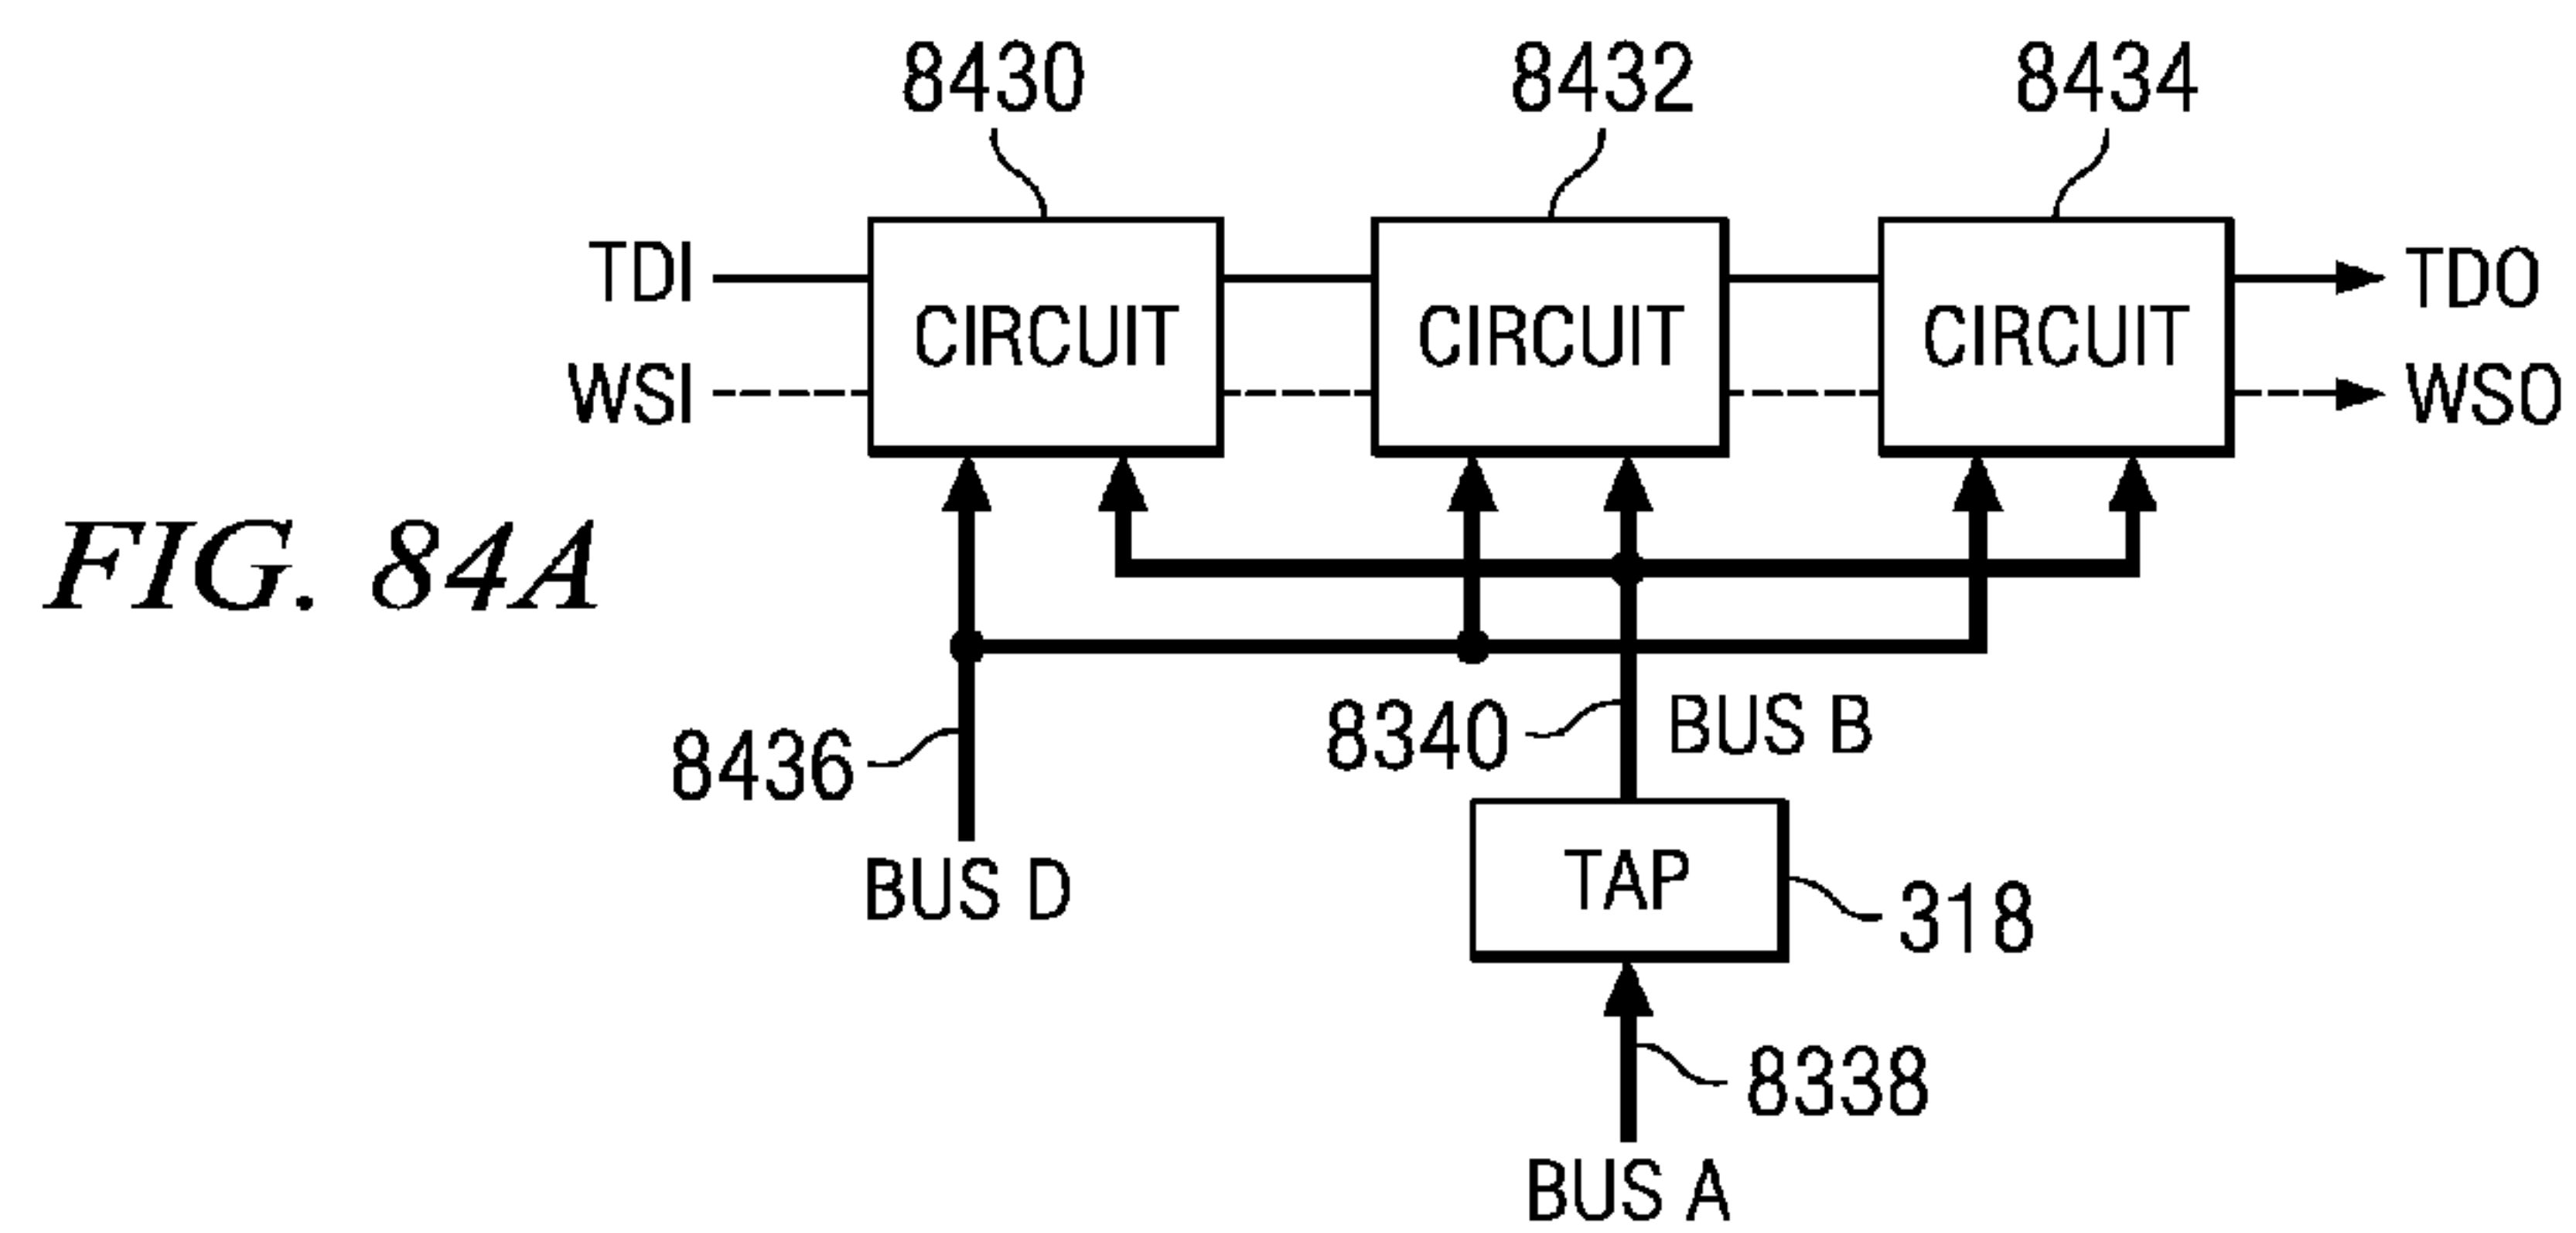 8430 8432 8434
TDI TDO
CIRCUIT CIRCUIT CIRCUIT
WSI WSO
FIG. 84A
8340 BUS B
8436
BUS D
TAP
318
8338
BUS A